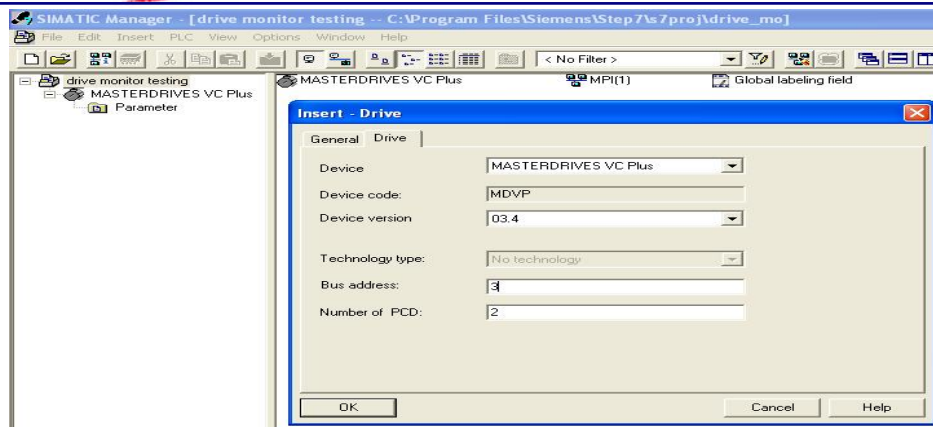 SIMATIC Manager - [drive monitor testing -- C:\Program Files\Siemens\Step7\s7proj\drive_mo]
File Edit Insert PLC View Options Window Help
< No Filter >
drive monitor testing
MASTERDRIVES VC Plus
Parameter
MASTERDRIVES VC Plus MPI(1) Global labeling field
Insert - Drive
General Drive
Device MASTERDRIVES VC Plus
Device code: MDVP
Device version 03.4
Technology type: No technology
Bus address: 3
Number of PCD: 2
OK Cancel Help